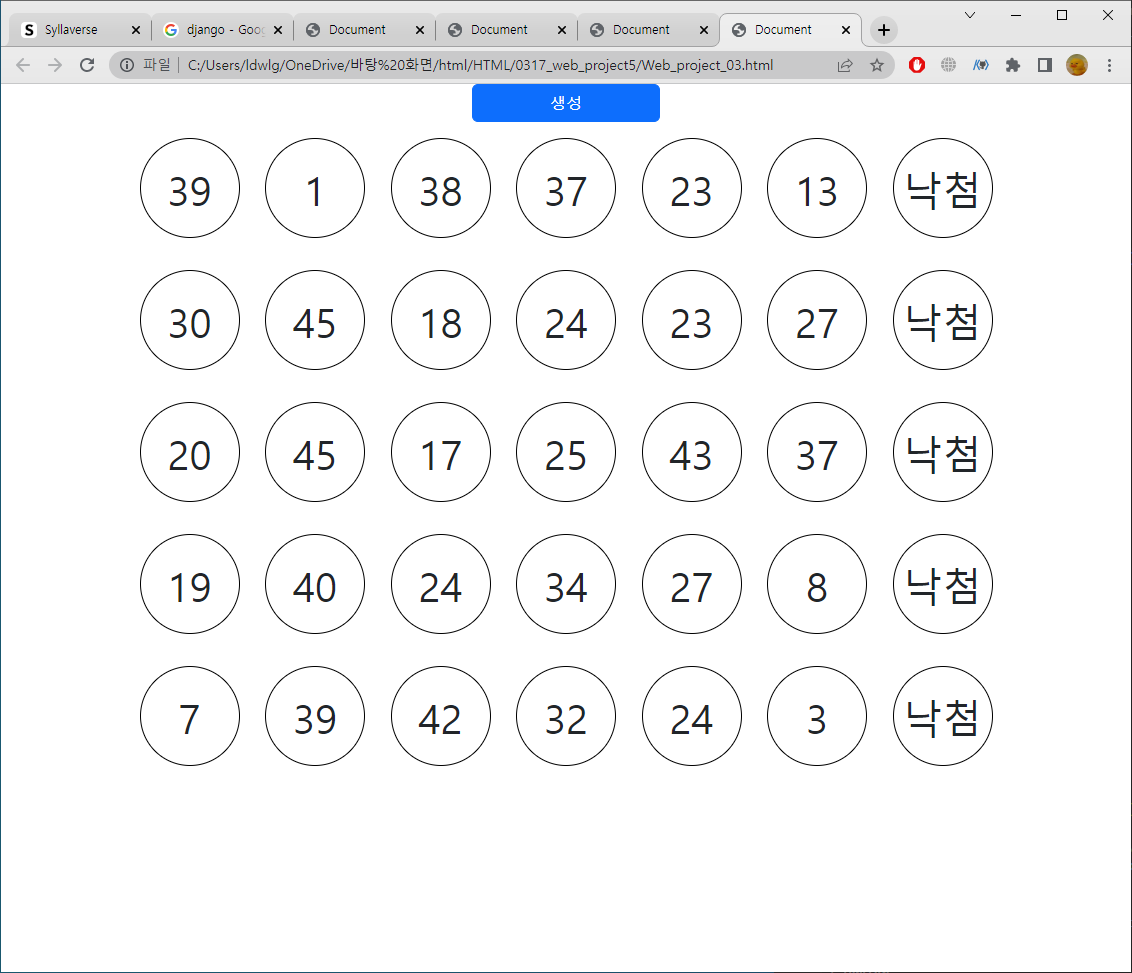 Syllaverse
django - Goog
Document
Document
Document
Document
파일
C:/Users/ldwlg/OneDrive/바탕%20화면/html/HTML/0317_web_project5/Web_project_03.html
생성
39 1 38 37 23 13 낙첨
30 45 18 24 23 27 낙첨
20 45 17 25 43 37 낙첨
19 40 24 34 27 8 낙첨
7 39 42 32 24 3 낙첨